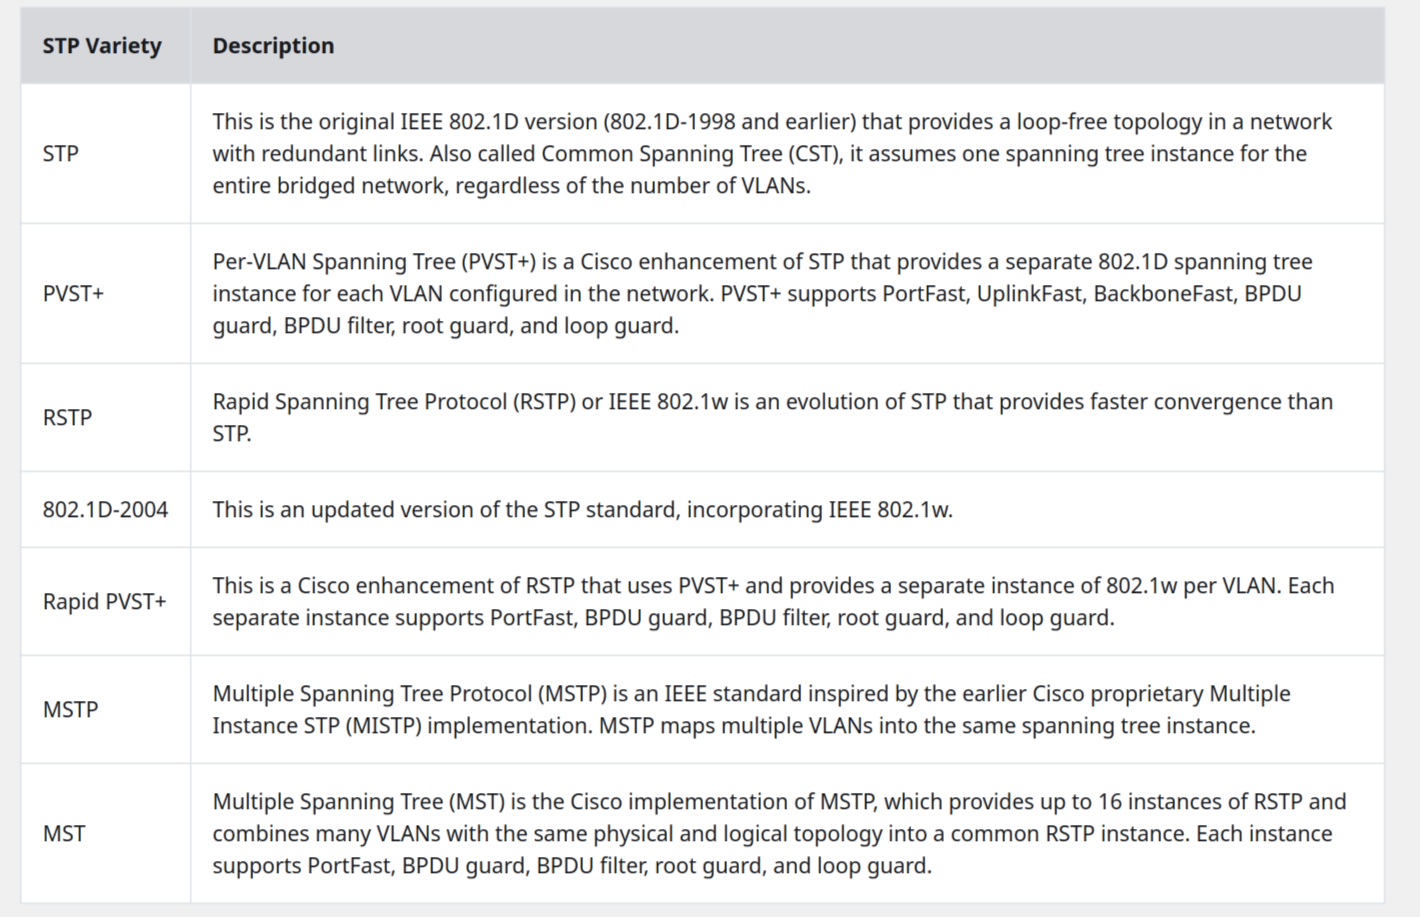 STP Variety
Description
STP
This is the original IEEE 802.1D version (802.1D-1998 and earlier) that provides a loop-free topology in a network
with redundant links. Also called Common Spanning Tree (CST), it assumes one spanning tree instance for the
entire bridged network, regardless of the number of VLANs.
PVST+
Per-VLAN Spanning Tree (PVST+) is a Cisco enhancement of STP that provides a separate 802.1D spanning tree
instance for each VLAN configured in the network. PVST+ supports PortFast, UplinkFast, BackboneFast, BPDU
guard, BPDU filter, root guard, and loop guard.
RSTP
Rapid Spanning Tree Protocol (RSTP) or IEEE 802.1w is an evolution of STP that provides faster convergence than
STP.
802.1D-2004
This is an updated version of the STP standard, incorporating IEEE 802.1w.
Rapid PVST+
This is a Cisco enhancement of RSTP that uses PVST+ and provides a separate instance of 802.1w per VLAN. Each
separate instance supports PortFast, BPDU guard, BPDU filter, root guard, and loop guard.
MSTP
Multiple Spanning Tree Protocol (MSTP) is an IEEE standard inspired by the earlier Cisco proprietary Multiple
Instance STP (MISTP) implementation. MSTP maps multiple VLANs into the same spanning tree instance.
MST
Multiple Spanning Tree (MST) is the Cisco implementation of MSTP, which provides up to 16 instances of RSTP and
combines many VLANs with the same physical and logical topology into a common RSTP instance. Each instance
supports PortFast, BPDU guard, BPDU filter, root guard, and loop guard.